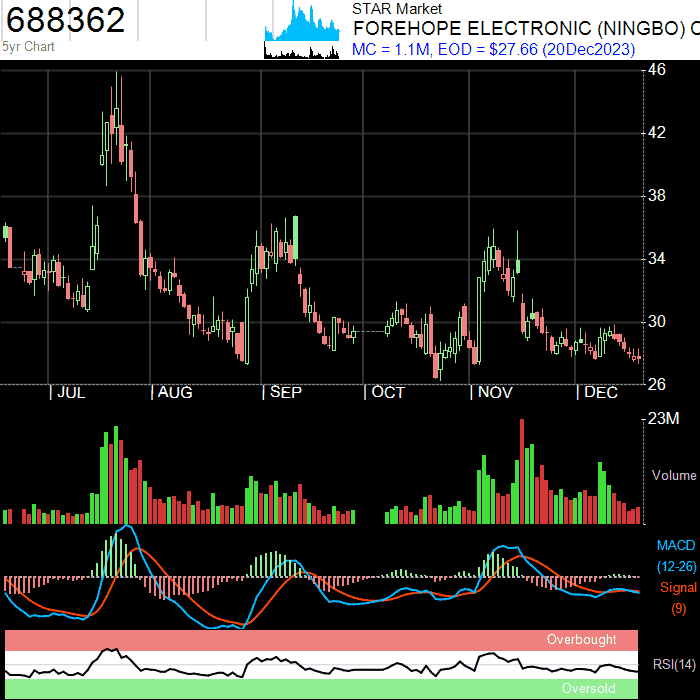 688362
5yr Chart
STAR Market
FOREHOPE ELECTRONIC (NINGBO) C
MC = 1.1M, EOD = $27.66 (20Dec2023)
46
42
38
34
30
26
JUL AUG SEP OCT NOV DEC
23M
Volume
MACD
(12-26)
Signal
(9)
Overbought
RSI(14)
Oversold